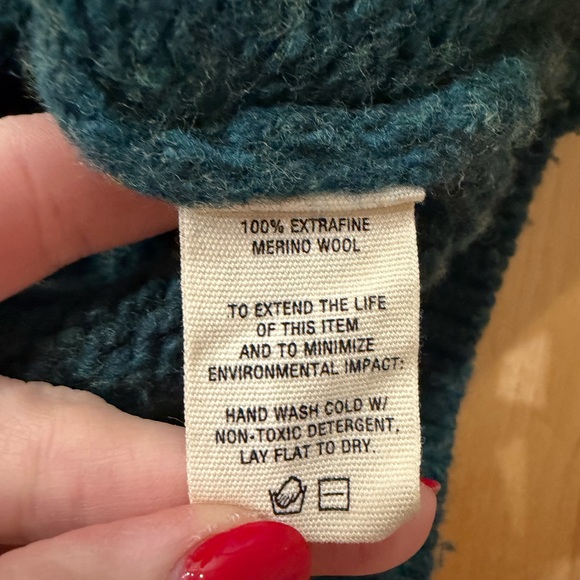 100% EXTRAFINE
MERINO WOOL
TO EXTEND THE LIFE
OF THIS ITEM
AND TO MINIMIZE
ENVIRONMENTAL IMPACT:
HAND WASH COLD W/
NON-TOXIC DETERGENT,
LAY FLAT TO DRY.